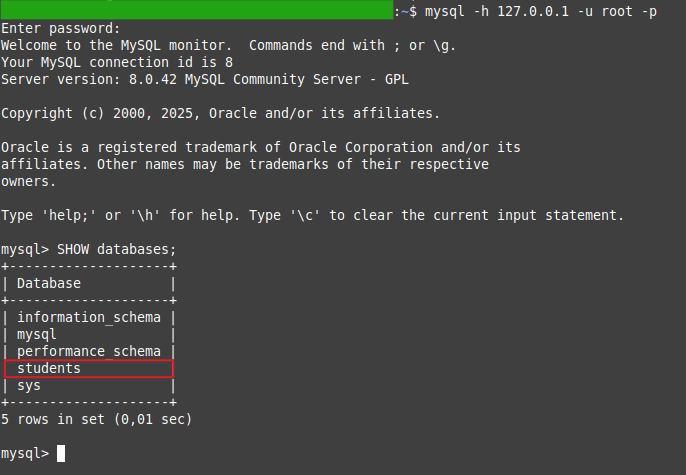 :~$ mysql -h 127.0.0.1 -u root -p
Enter password:
Welcome to the MySQL monitor.  Commands end with ; or \g.
Your MySQL connection id is 8
Server version: 8.0.42 MySQL Community Server - GPL
Copyright (c) 2000, 2025, Oracle and/or its affiliates.
Oracle is a registered trademark of Oracle Corporation and/or its
affiliates. Other names may be trademarks of their respective
owners.
Type 'help;' or '\h' for help. Type '\c' to clear the current input statement.
mysql> SHOW databases;
+--------------------+
| Database           |
+--------------------+
| information_schema |
| mysql              |
| performance_schema |
| students           |
| sys                |
+--------------------+
5 rows in set (0,01 sec)
mysql>